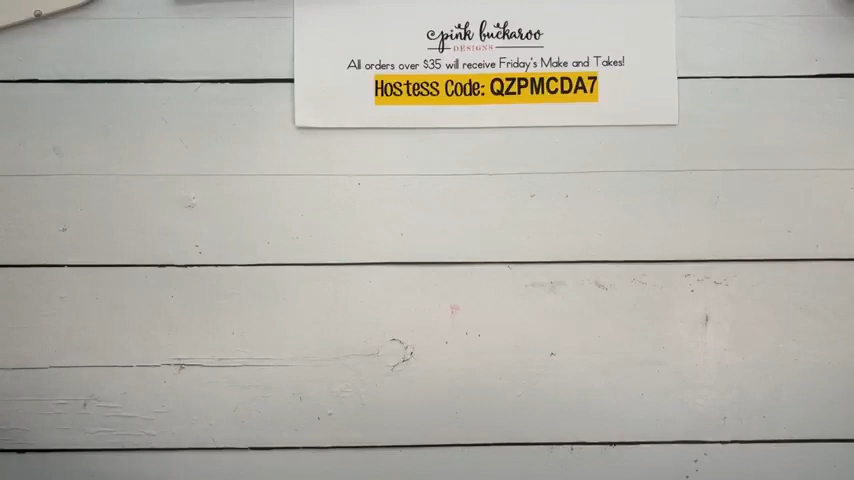 pink buckaroo
DESIGNS
All orders over $35 will receive Friday's Make and Takes!
Hostess Code: QZPMCDA7